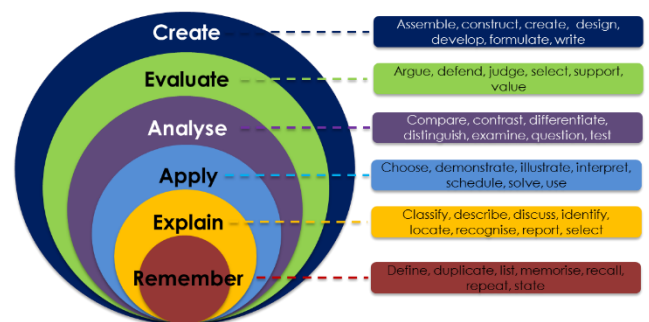 Create
Assemble, construct, create, design,
develop, formulate, write
Evaluate
Argue, defend, judge, select, support,
value
Analyse
Compare, contrast, differentiate,
distinguish, examine, question, test
Apply
Choose, demonstrate, illustrate, interpret,
schedule, solve, use
Explain
Classify, describe, discuss, identify,
locate, recognise, report, select
Remember
Define, duplicate, list, memorise, recall,
repeat, state